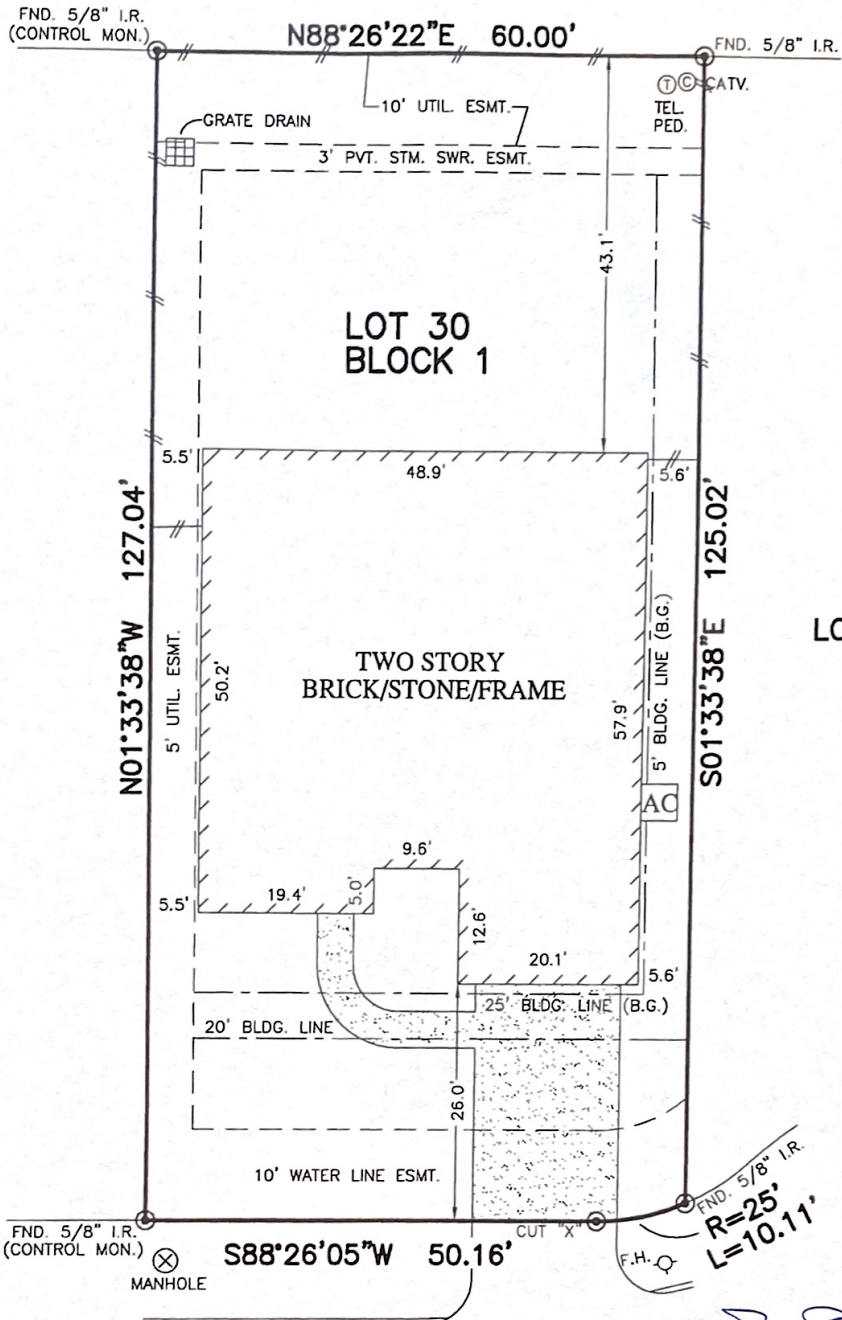 FND. 5/8" I.R.
(CONTROL MON.)
N88°26'22"E 60.00'
FND. 5/8" I.R.
T C CATV.
TEL.
PED.
10' UTIL. ESMT.
GRATE DRAIN
3' PVT. STM. SWR. ESMT.
43.1'
LOT 30
BLOCK 1
5.5'
48.9'
5.6'
N01°33'38"W 127.04'
5' UTIL. ESMT.
50.2'
TWO STORY
BRICK/STONE/FRAME
57.9'
5' BLDG. LINE (B.G.)
S01°33'38"E 125.02'
LO
AC
9.6'
5.5'
19.4'
5.0'
12.6'
20.1'
5.6'
25' BLDG. LINE (B.G.)
20' BLDG. LINE
26.0'
10' WATER LINE ESMT.
FND. 5/8" I.R.
FND. 5/8" I.R.
(CONTROL MON.)
MANHOLE
S88°26'05"W 50.16'
CUT "X"
F.H.
R=25'
L=10.11'